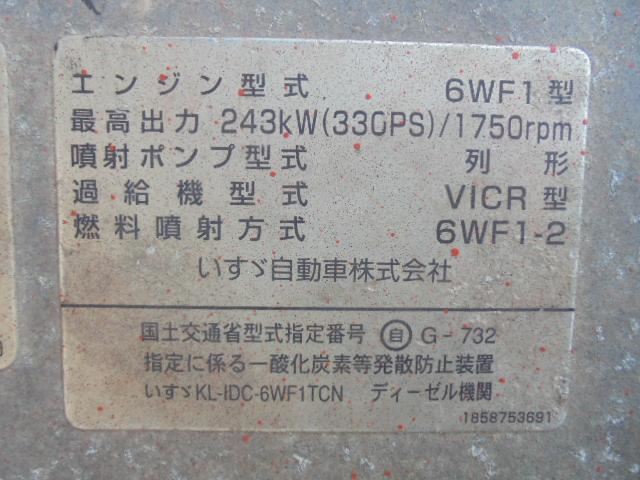 エンジン型式 6WF1型
最高出力 243kW(330PS)/1750rpm
噴射ポンプ型式 列形
過給機型式 VICR型
燃料噴射方式 6WF1-2
いすゞ自動車株式会社
国土交通省型式指定番号 自 G-732
指定に係る一酸化炭素等発散防止装置
いすゞKL-IDC-6WF1TCN ディーゼル機関
1858753691